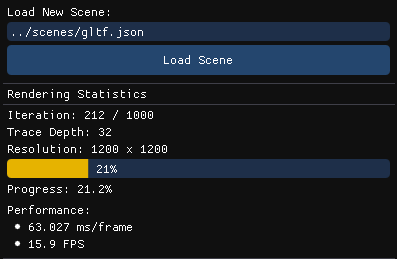 Load New Scene:
../scenes/gltf.json
Load Scene
Rendering Statistics
Iteration: 212 / 1000
Trace Depth: 32
Resolution: 1200 x 1200
21%
Progress: 21.2%
Performance:
• 63.027 ms/frame
• 15.9 FPS